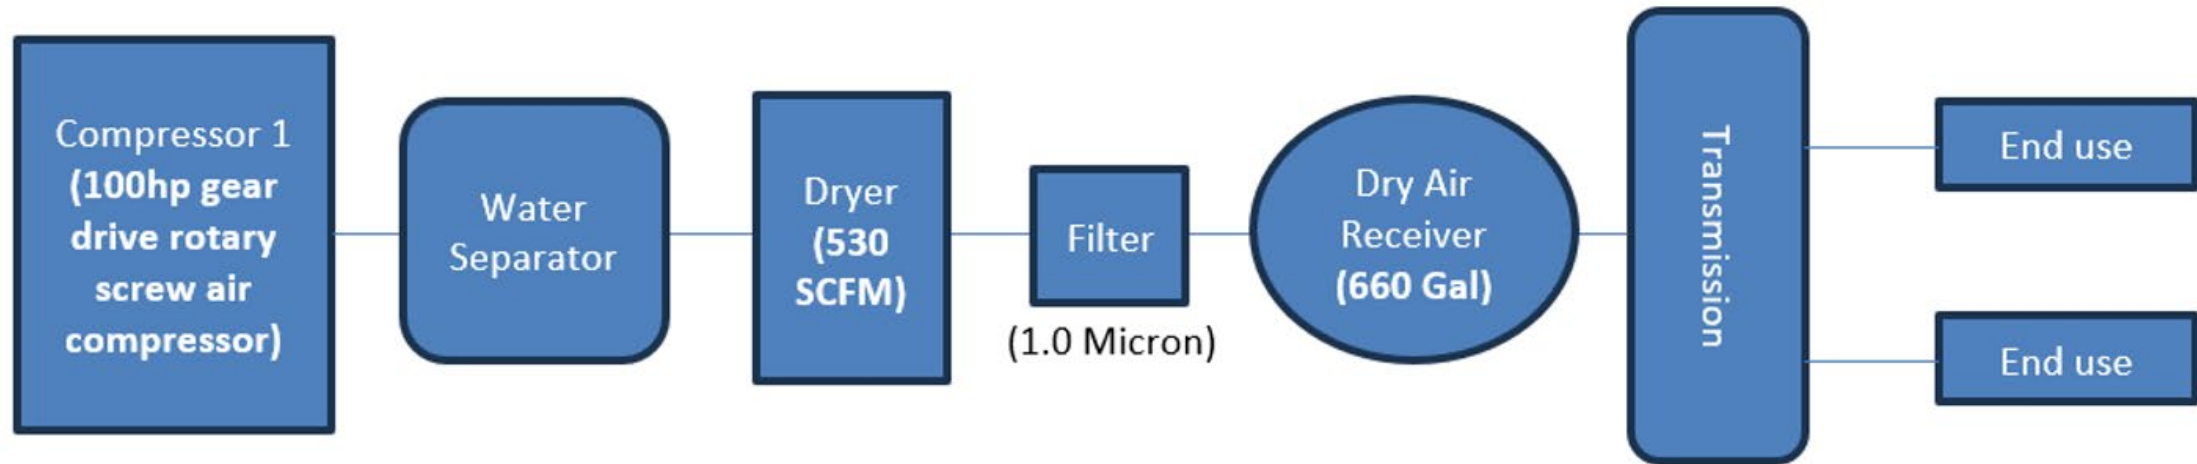 Compressor 1
(100hp gear
drive rotary
screw air
compressor)
Water
Separator
Dryer
(530
SCFM)
Filter
(1.0 Micron)
Dry Air
Receiver
(660 Gal)
Transmission
End use
End use